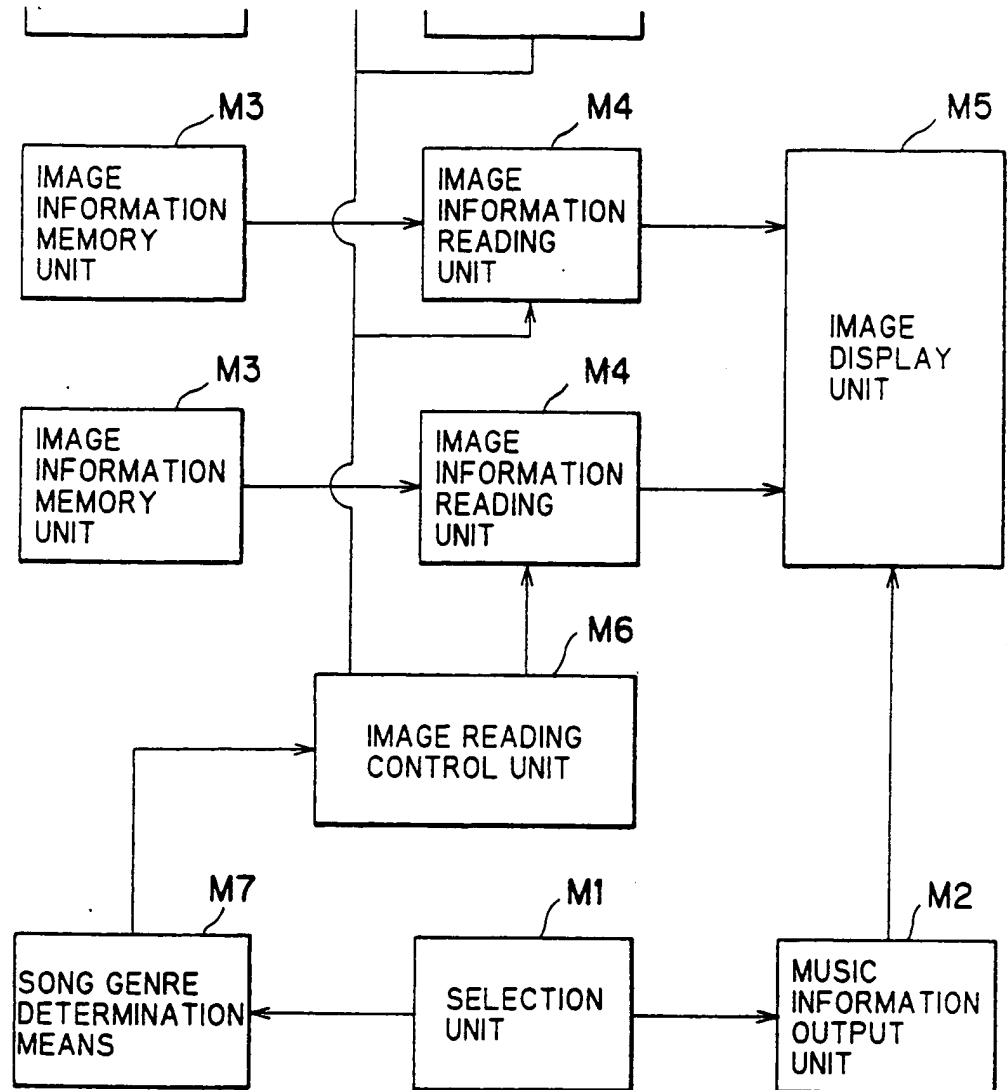 M3
M4
M5
IMAGE
INFORMATION
MEMORY
UNIT
IMAGE
INFORMATION
READING
UNIT
IMAGE
DISPLAY
UNIT
M3
M4
IMAGE
INFORMATION
MEMORY
UNIT
IMAGE
INFORMATION
READING
UNIT
M6
IMAGE READING
CONTROL UNIT
M7
M1
M2
SONG GENRE
DETERMINATION
MEANS
SELECTION
UNIT
MUSIC
INFORMATION
OUTPUT
UNIT